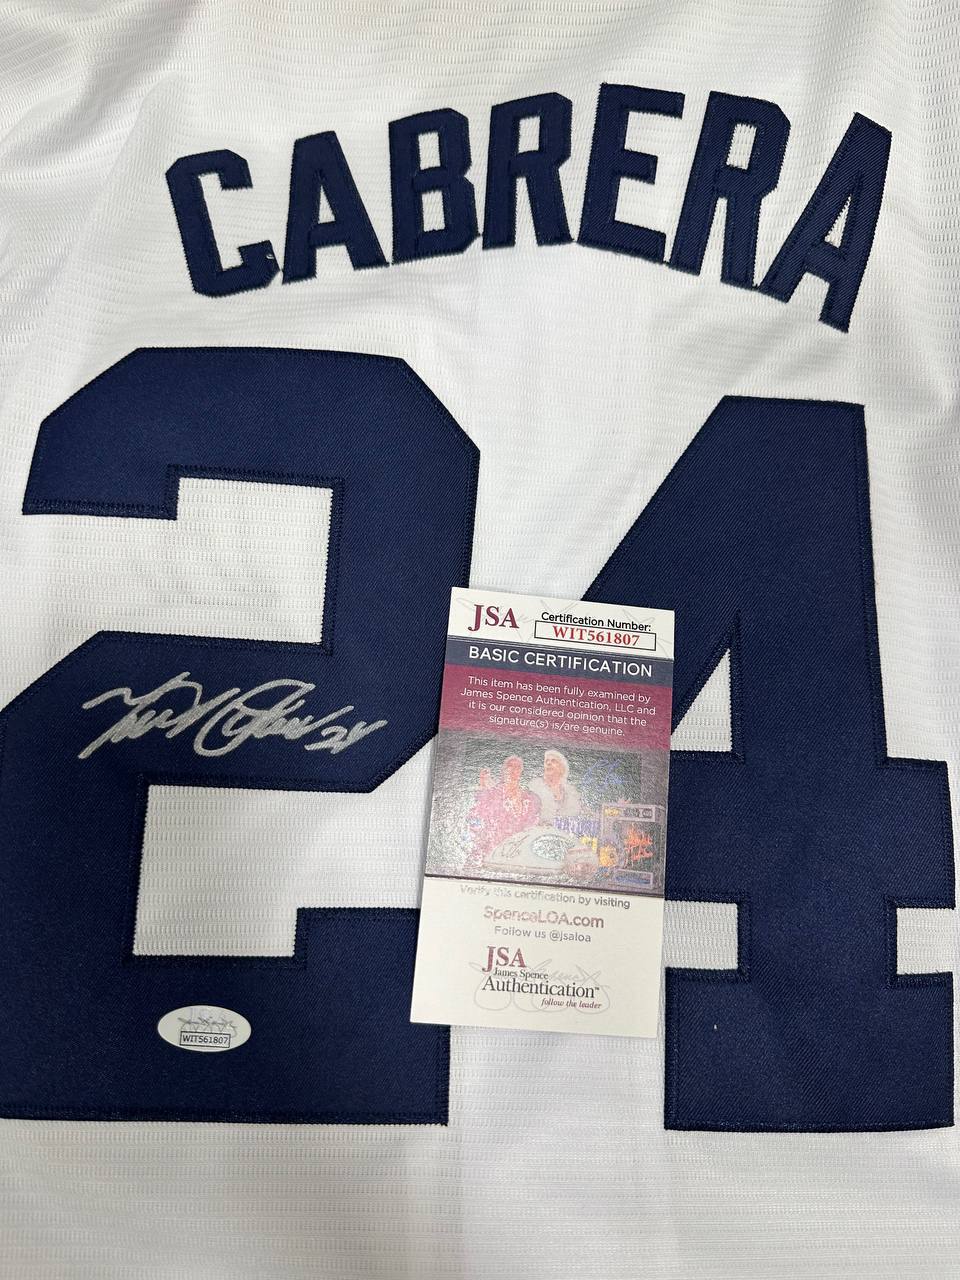 CABRERA
24
JSA
Certification Number:
WIT561807
BASIC CERTIFICATION
This item has been fully examined by
James Spence Authentication, LLC and
it is our considered opinion that the
signature(s) is/are genuine.
Verify this certification by visiting
SpenceLOA.com
Follow us @jsaloa
JSA
James Spence
Authentication™
follow the leader
24
WIT561807